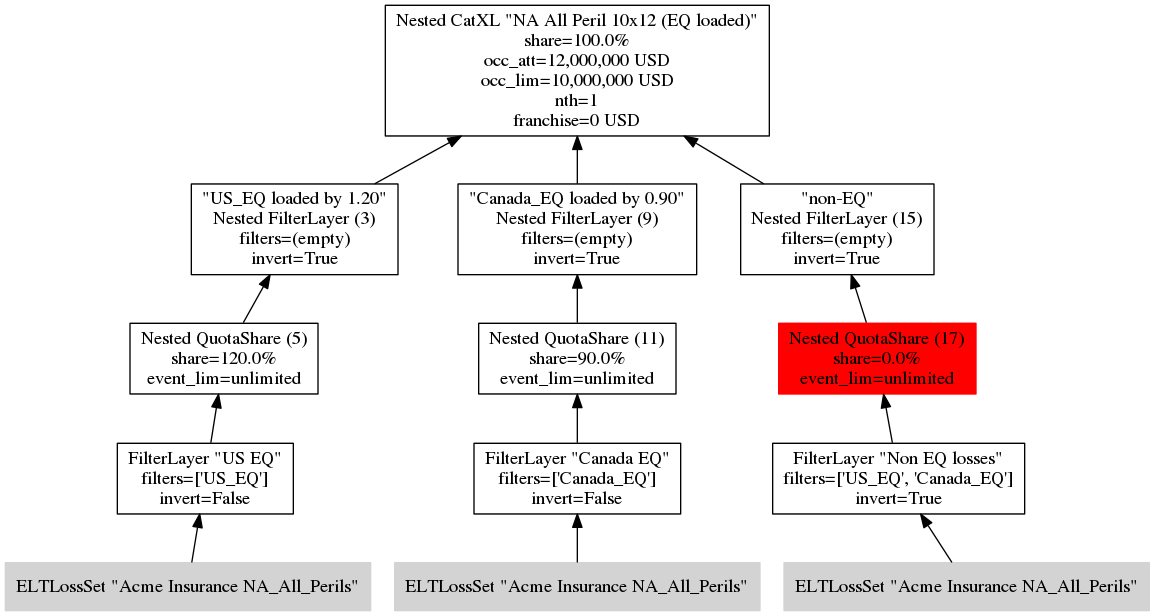 Nested CatXL "NA All Peril 10x12 (EQ loaded)"
share=100.0%
occ_att=12,000,000 USD
occ_lim=10,000,000 USD
nth=1
franchise=0 USD
"US_EQ loaded by 1.20"
Nested FilterLayer (3)
filters=(empty)
invert=True
"Canada_EQ loaded by 0.90"
Nested FilterLayer (9)
filters=(empty)
invert=True
"non-EQ"
Nested FilterLayer (15)
filters=(empty)
invert=True
Nested QuotaShare (5)
share=120.0%
event_lim=unlimited
Nested QuotaShare (11)
share=90.0%
event_lim=unlimited
Nested QuotaShare (17)
share=0.0%
event_lim=unlimited
FilterLayer "US EQ"
filters=['US_EQ']
invert=False
FilterLayer "Canada EQ"
filters=['Canada_EQ']
invert=False
FilterLayer "Non EQ losses"
filters=['US_EQ', 'Canada_EQ']
invert=True
ELTLossSet "Acme Insurance NA_All_Perils"
ELTLossSet "Acme Insurance NA_All_Perils"
ELTLossSet "Acme Insurance NA_All_Perils"